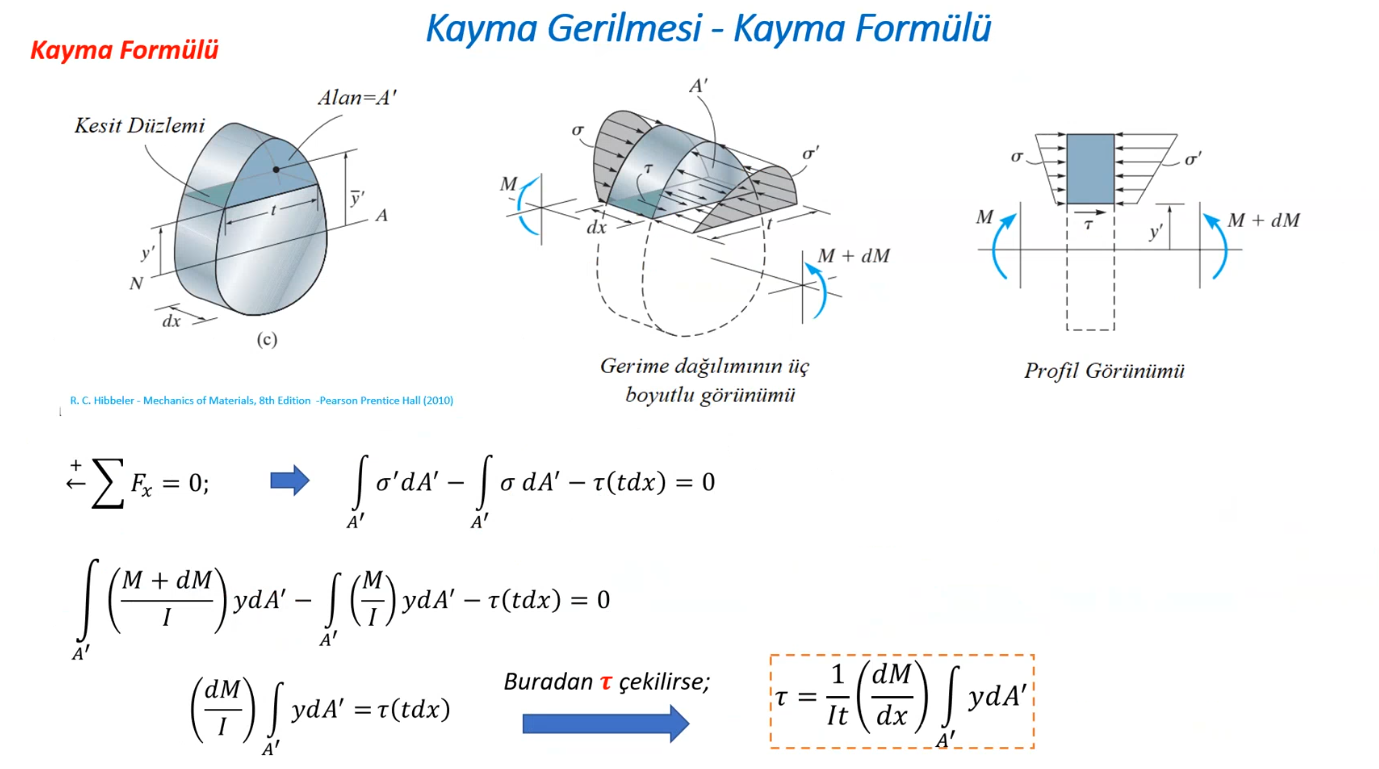 Kayma Gerilmesi - Kayma Formülü
Kayma Formülü
Alan=A'
Kesit Düzlemi
t
y̅'
A
y'
N
dx
(c)
A'
σ
σ'
τ
M
dx
t
M + dM
Gerime dağılımının üç
boyutlu görünümü
σ
σ'
M
τ
y'
M + dM
Profil Görünümü
R. C. Hibbeler - Mechanics of Materials, 8th Edition -Pearson Prentice Hall (2010)
+← ∑ Fₓ = 0; ∫_A' σ'dA' − ∫_A' σ dA' − τ(tdx) = 0
∫_A' ((M + dM)/I) ydA' − ∫_A' (M/I) ydA' − τ(tdx) = 0
(dM/I) ∫_A' ydA' = τ(tdx)
Buradan τ çekilirse;
τ = 1/It (dM/dx) ∫_A' ydA'